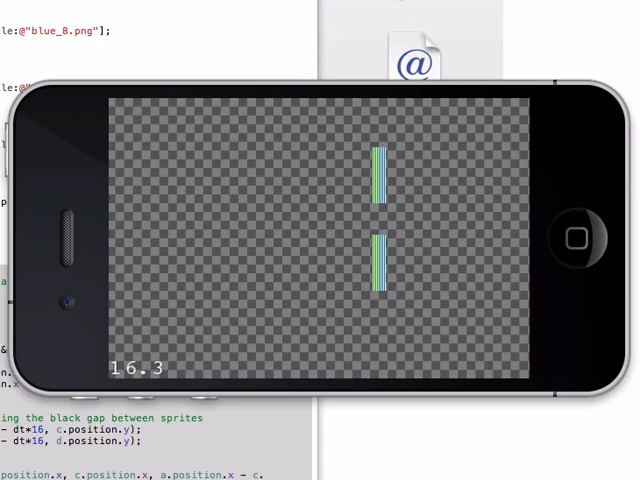 le:@"blue_8.png"];
le:@"
@
16.3
&
n.
n.x
ing the black gap between sprites
- dt*16, c.position.y);
- dt*16, d.position.y);
position.x, c.position.x, a.position.x - c.